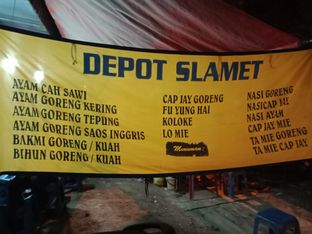 DEPOT SLAMET
AYAM CAH SAWI
AYAM GORENG KERING
AYAM GORENG TEPUNG
AYAM GORENG SAOS INGGRIS
BAKMI GORENG / KUAH
BIHUN GORENG / KUAH
CAP JAY GORENG
FU YUNG HAI
KOLOKE
LO MIE
Minuman
NASI GORENG
NASI CAP JAY
NASI AYAM
CAP JAY MIE
TA MIE GORENG
TA MIE CAP JAY